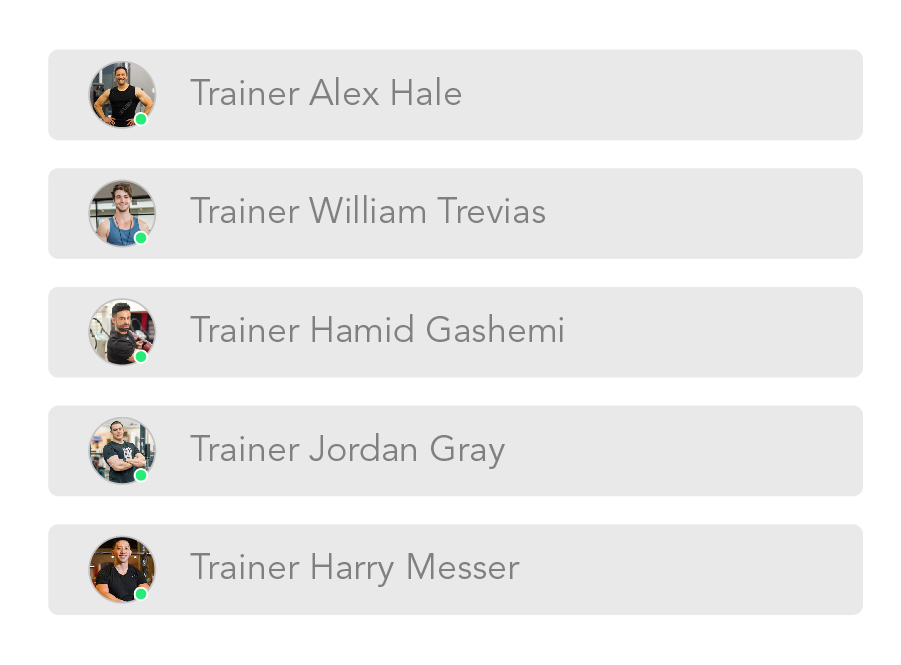 Trainer Alex Hale
Trainer William Trevias
Trainer Hamid Gashemi
Trainer Jordan Gray
Trainer Harry Messer